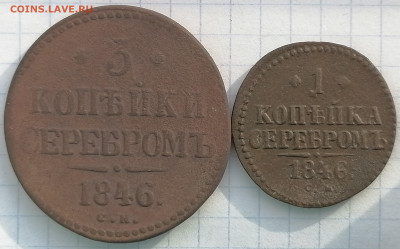 COINS.LAVE.RU
3
КОПѢЙКИ
СЕРЕБРОМЪ
1846.
С.М.
1
КОПѢЙКА
СЕРЕБРОМЪ
1846.
С.М.